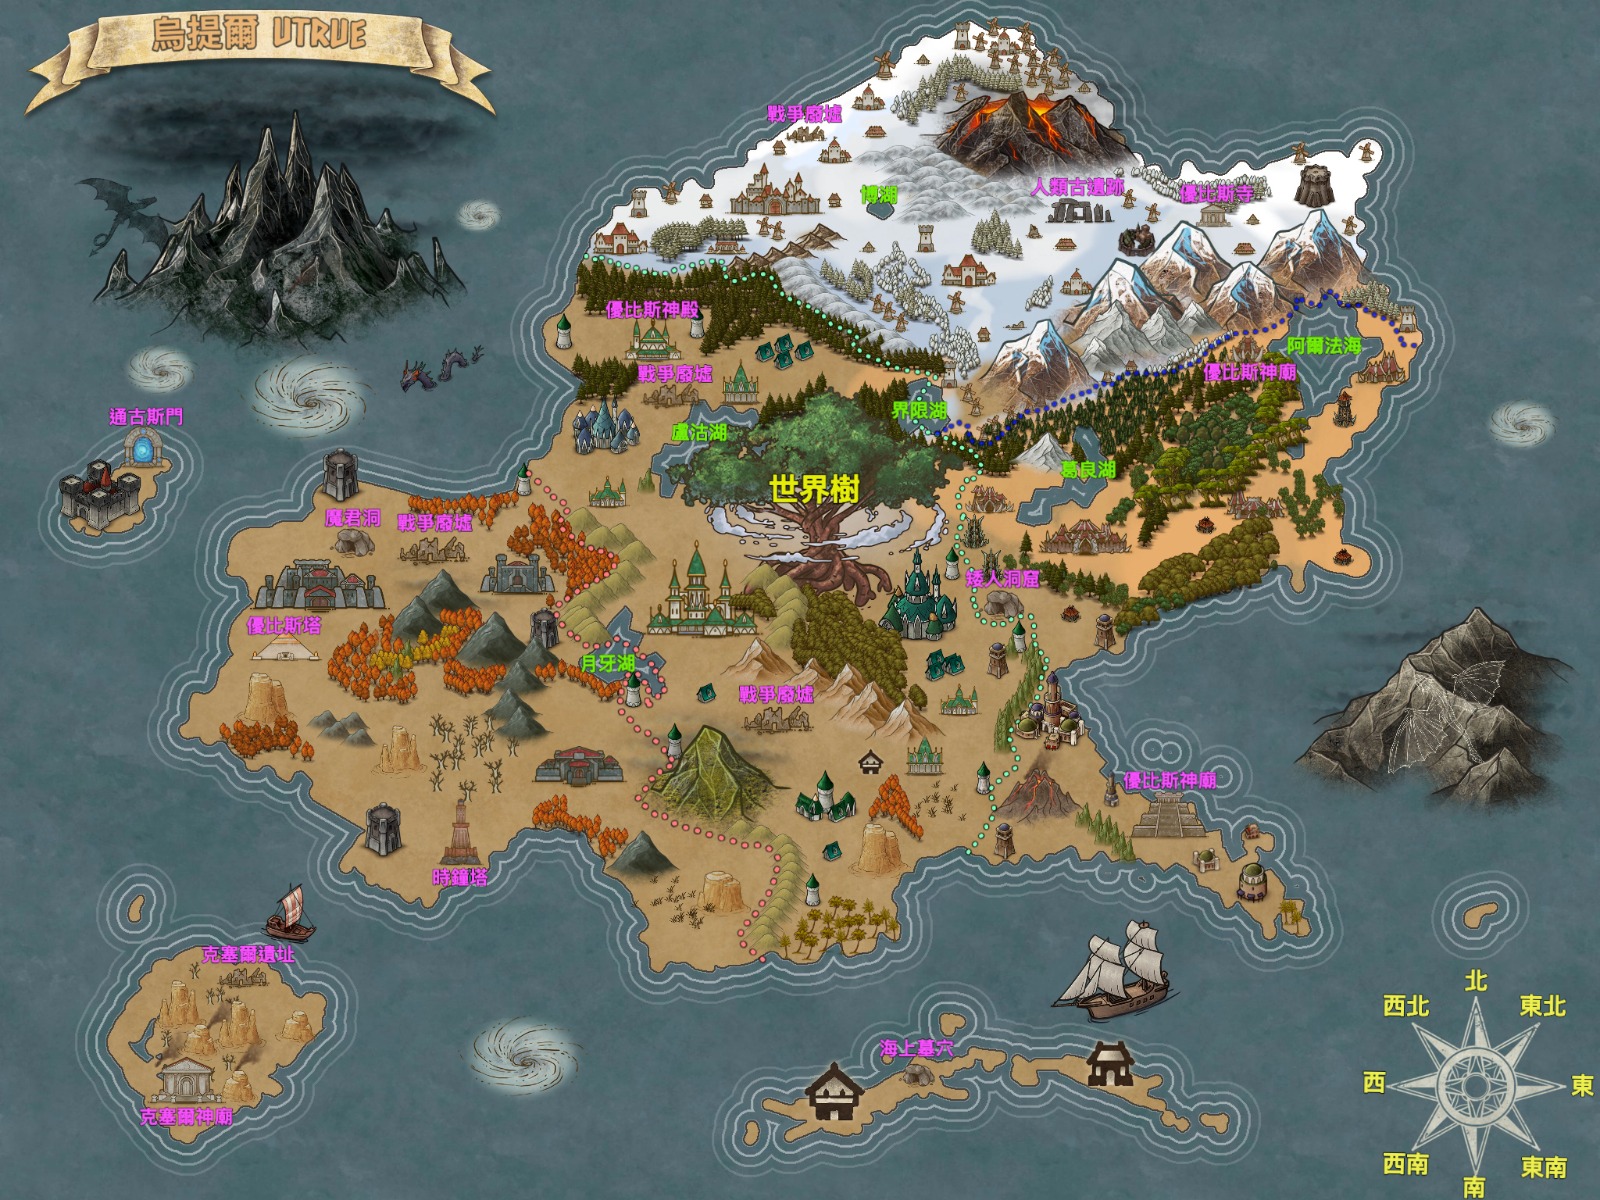 烏提爾 UTRUE
戰爭廢墟
博湖
人類古遺跡
優比斯寺
優比斯神殿
戰爭廢墟
阿爾法海
優比斯神廟
界限湖
通古斯門
盧沽湖
葛良湖
世界樹
魔君洞
戰爭廢墟
矮人洞窟
優比斯塔
月牙湖
戰爭廢墟
優比斯神廟
時鐘塔
克塞爾遺址
海上墓穴
克塞爾神廟
北
西北
東北
西
東
西南
東南
南